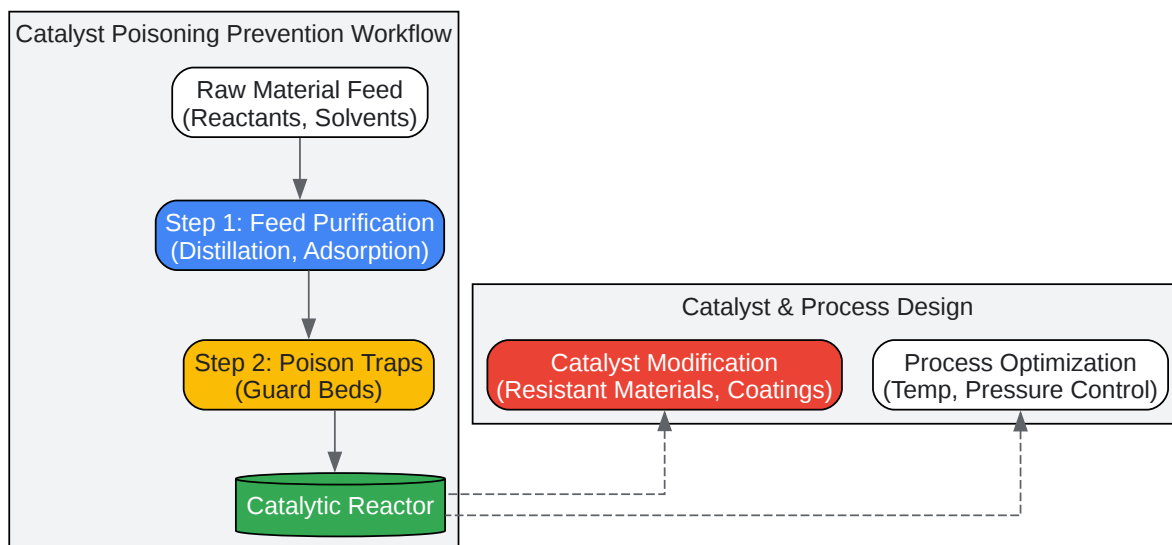 Catalyst Poisoning Prevention Workflow
Raw Material Feed
(Reactants, Solvents)
Step 1: Feed Purification
(Distillation, Adsorption)
Step 2: Poison Traps
(Guard Beds)
Catalytic Reactor
Catalyst & Process Design
Catalyst Modification
(Resistant Materials, Coatings)
Process Optimization
(Temp, Pressure Control)